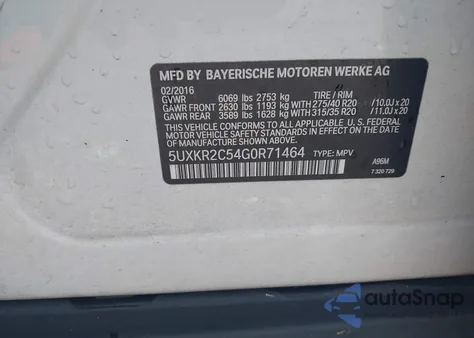 MFD BY BAYERISCHE MOTOREN WERKE AG
02/2016
GVWR 6069 lbs 2753 kg TIRE / RIM
GAWR FRONT 2630 lbs 1193 kg WITH 275/40 R20 /10.0J x 20
GAWR REAR 3589 lbs 1628 kg WITH 315/35 R20 /11.0J x 20
THIS VEHICLE CONFORMS TO ALL APPLICABLE U. S. FEDERAL
MOTOR VEHICLE SAFETY STANDARDS IN EFFECT ON THE DATE OF
MANUFACTURE SHOWN ABOVE.
5UXKR2C54G0R71464 TYPE: MPV A96M
7 320 729
autoSnap